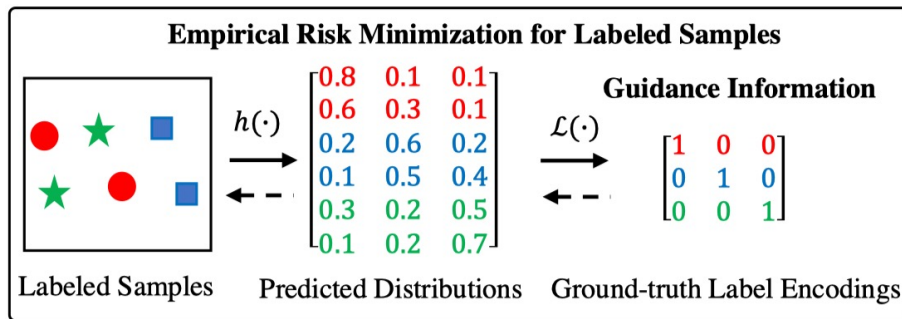 Empirical Risk Minimization for Labeled Samples
h(·)
0.8 0.1 0.1
0.6 0.3 0.1
0.2 0.6 0.2
0.1 0.5 0.4
0.3 0.2 0.5
0.1 0.2 0.7
ℒ(·)
Guidance Information
1 0 0
0 1 0
0 0 1
Labeled Samples
Predicted Distributions
Ground-truth Label Encodings